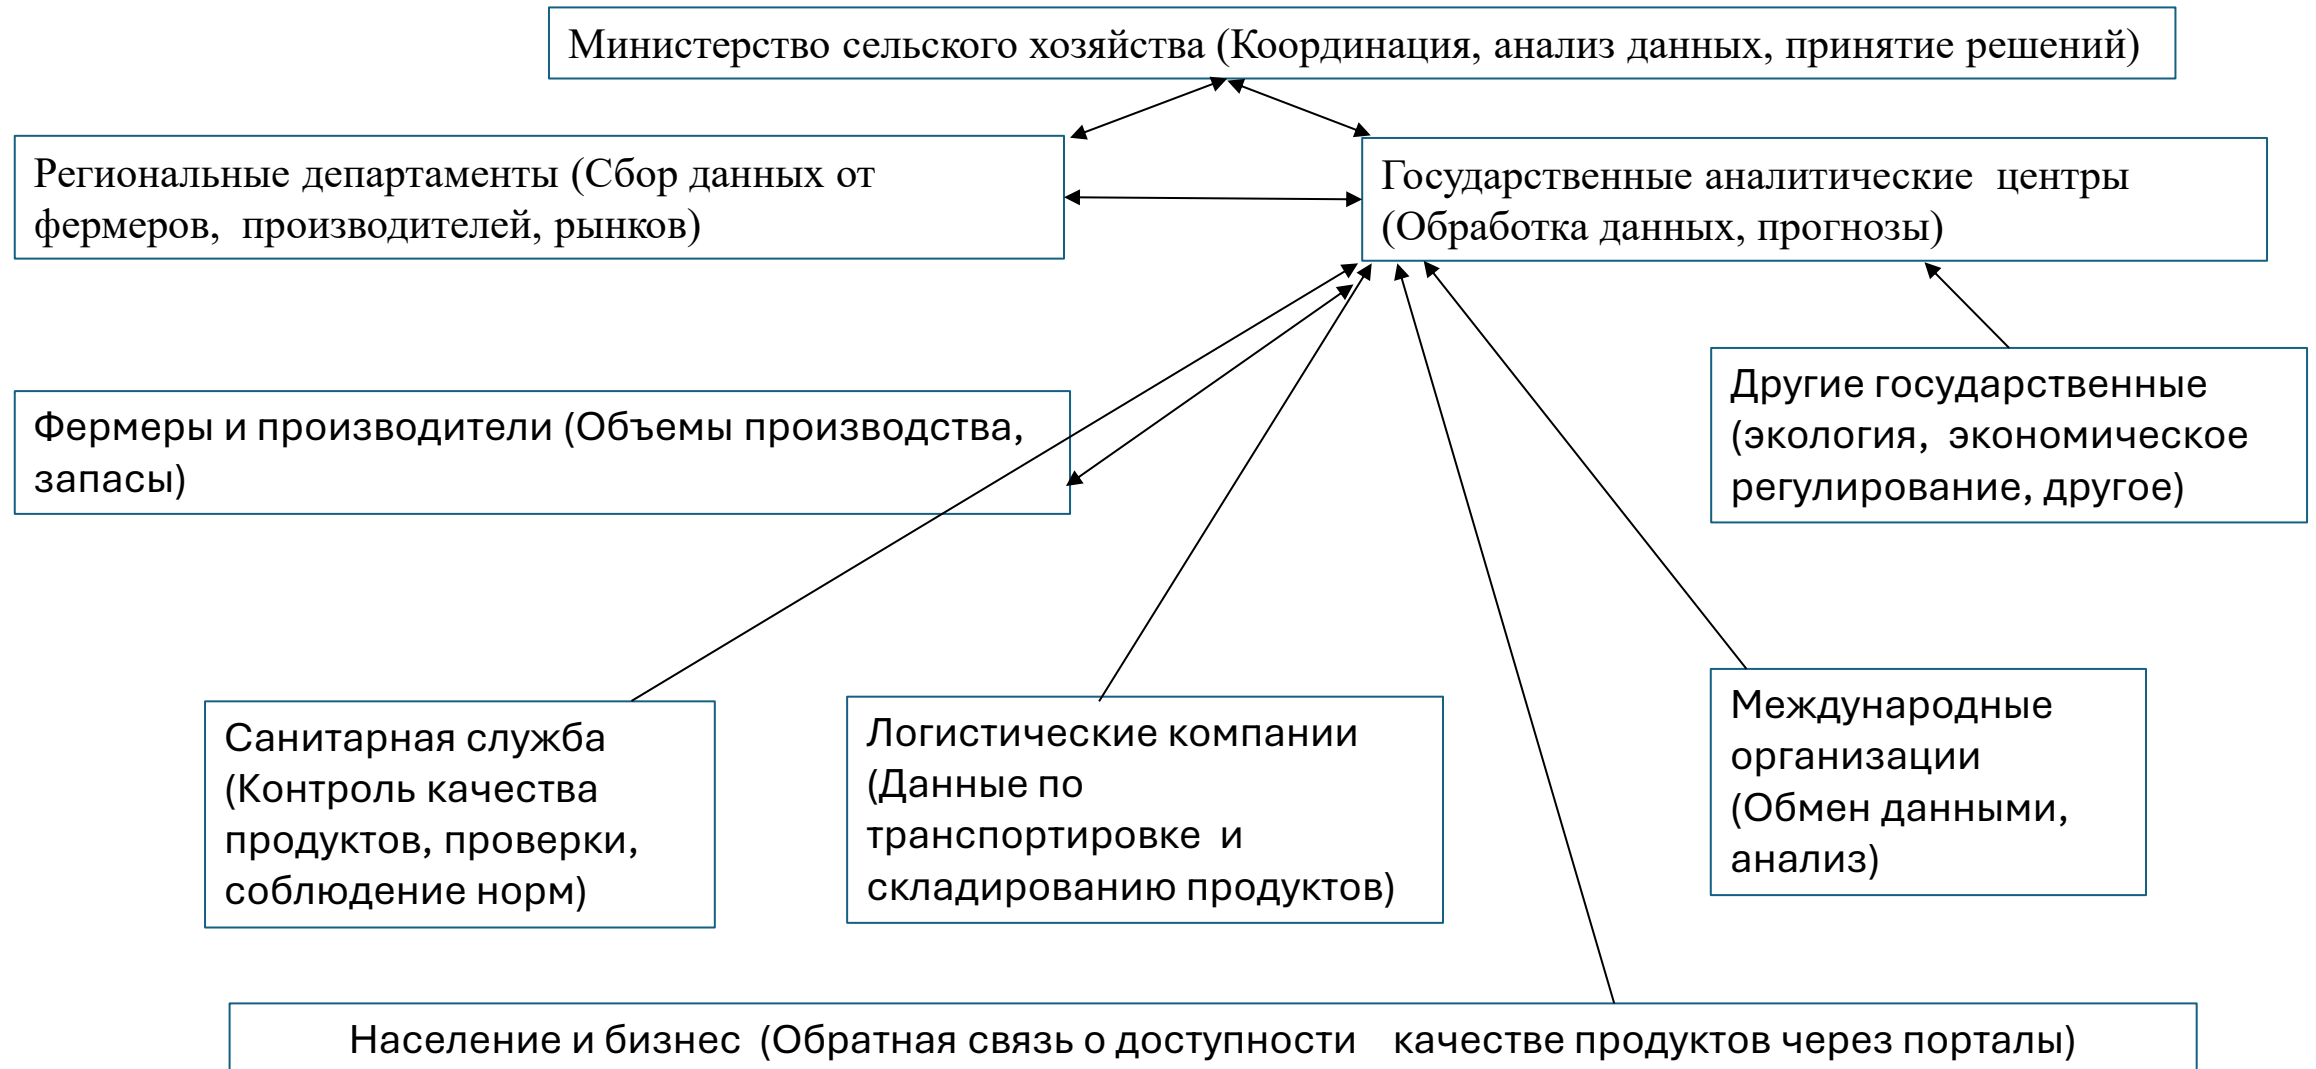 Министерство сельского хозяйства (Координация, анализ данных, принятие решений)
Региональные департаменты (Сбор данных от
фермеров,  производителей, рынков)
Государственные аналитические  центры
(Обработка данных, прогнозы)
Фермеры и производители (Объемы производства,
запасы)
Другие государственные
(экология,  экономическое
регулирование, другое)
Санитарная служба
(Контроль качества
продуктов, проверки,
соблюдение норм)
Логистические компании
(Данные по
транспортировке  и
складированию продуктов)
Международные
организации
(Обмен данными,
анализ)
Население и бизнес  (Обратная связь о доступности    качестве продуктов через порталы)